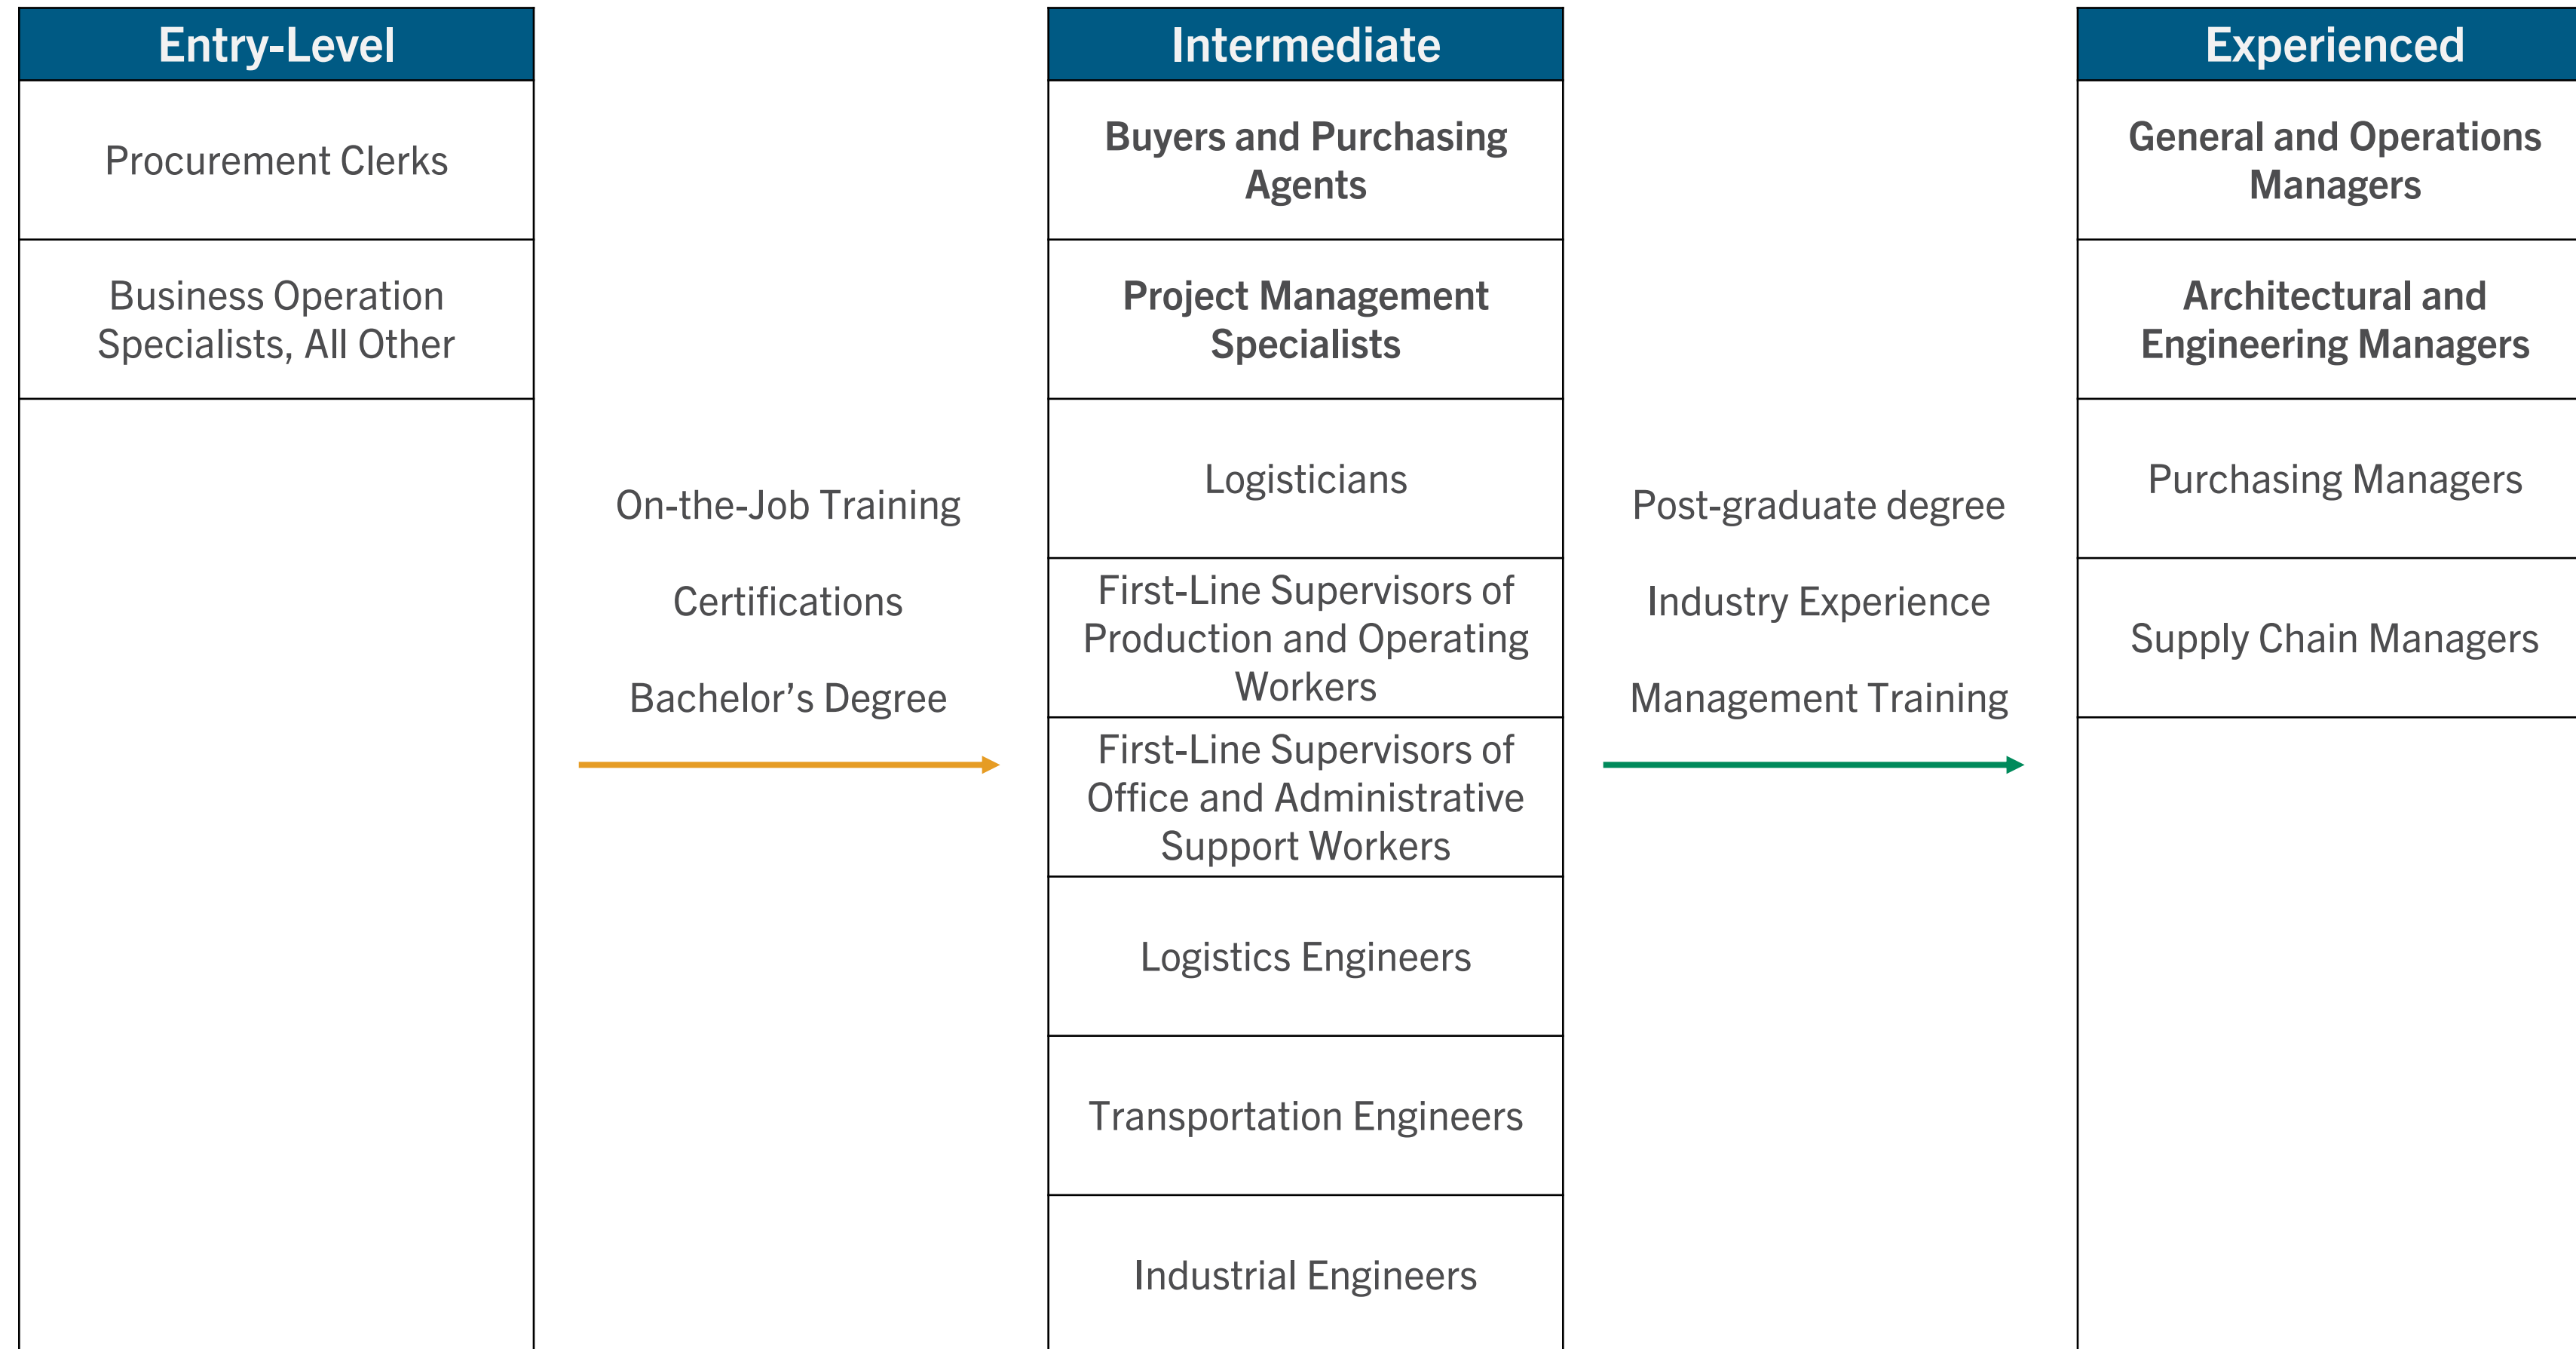 Entry-Level
Procurement Clerks
Business Operation
Specialists, All Other
On-the-Job Training
Certifications
Bachelor’s Degree
Intermediate
Buyers and Purchasing
Agents
Project Management
Specialists
Logisticians
First-Line Supervisors of
Production and Operating
Workers
First-Line Supervisors of
Office and Administrative
Support Workers
Logistics Engineers
Transportation Engineers
Industrial Engineers
Post-graduate degree
Industry Experience
Management Training
Experienced
General and Operations
Managers
Architectural and
Engineering Managers
Purchasing Managers
Supply Chain Managers